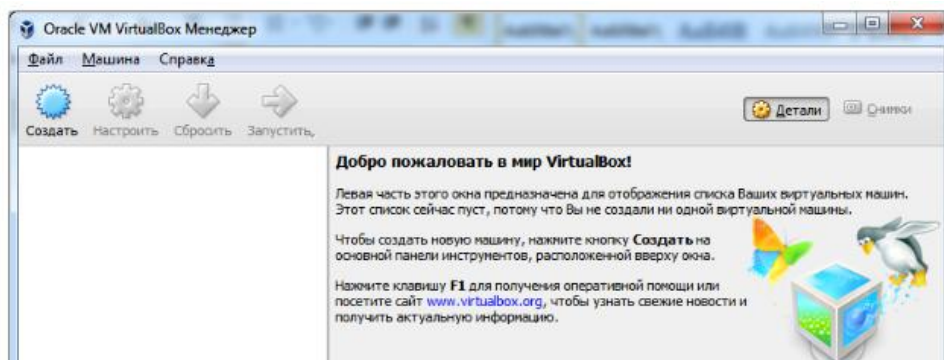 Oracle VM VirtualBox Менеджер
Файл Машина Справка
Создать Настроить Сбросить Запустить,
Детали Снимки
Добро пожаловать в мир VirtualBox!
Левая часть этого окна предназначена для отображения списка Ваших виртуальных машин.
Этот список сейчас пуст, потому что Вы не создали ни одной виртуальной машины.
Чтобы создать новую машину, нажмите кнопку Создать на
основной панели инструментов, расположенной вверху окна.
Нажмите клавишу F1 для получения оперативной помощи или
посетите сайт www.virtualbox.org, чтобы узнать свежие новости и
получить актуальную информацию.